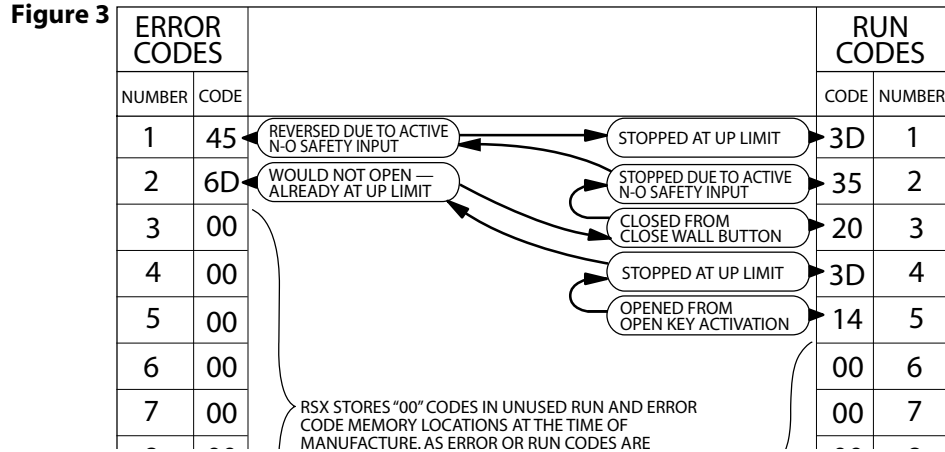 Figure 3
ERROR
CODES
RUN
CODES
NUMBER CODE
CODE NUMBER
1 45 REVERSED DUE TO ACTIVE
N-O SAFETY INPUT
STOPPED AT UP LIMIT 3D 1
2 6D WOULD NOT OPEN —
ALREADY AT UP LIMIT
STOPPED DUE TO ACTIVE
N-O SAFETY INPUT 35 2
3 00
CLOSED FROM
CLOSE WALL BUTTON 20 3
4 00 STOPPED AT UP LIMIT 3D 4
5 00
OPENED FROM
OPEN KEY ACTIVATION 14 5
6 00 00 6
7 00 00 7
RSX STORES “00” CODES IN UNUSED RUN AND ERROR
CODE MEMORY LOCATIONS AT THE TIME OF
MANUFACTURE. AS ERROR OR RUN CODES ARE